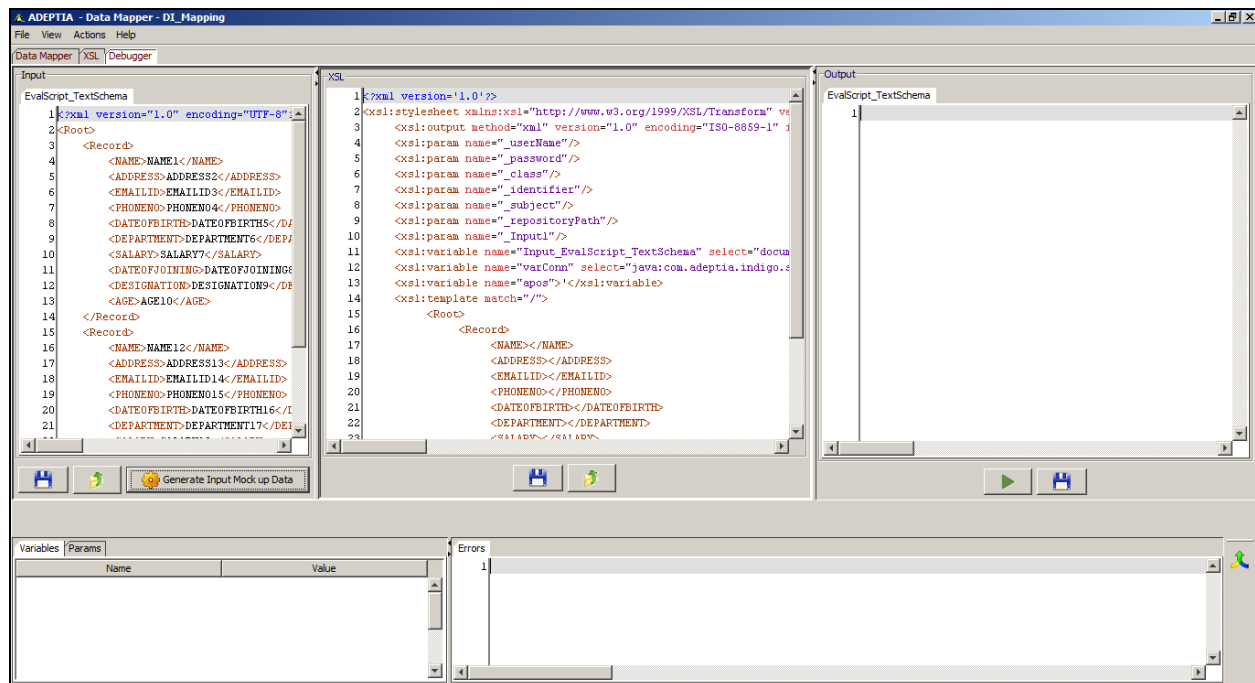 ADEPTIA - Data Mapper - DI_Mapping
File View Actions Help
Data Mapper XSL Debugger
Input
EvalScript_TextSchema
1 <?xml version="1.0" encoding="UTF-8"
2 <Root>
3 <Record>
4 <NAME>NAME1</NAME>
5 <ADDRESS>ADDRESS2</ADDRESS>
6 <EMAILID>EMAILID3</EMAILID>
7 <PHONENO>PHONENO4</PHONENO>
8 <DATEOFBIRTH>DATEOFBIRTH5</DA
9 <DEPARTMENT>DEPARTMENT6</DEPA
10 <SALARY>SALARY7</SALARY>
11 <DATEOFJOINING>DATEOFJOINING8
12 <DESIGNATION>DESIGNATION9</DE
13 <AGE>AGE10</AGE>
14 </Record>
15 <Record>
16 <NAME>NAME12</NAME>
17 <ADDRESS>ADDRESS13</ADDRESS>
18 <EMAILID>EMAILID14</EMAILID>
19 <PHONENO>PHONENO15</PHONENO>
20 <DATEOFBIRTH>DATEOFBIRTH16</D
21 <DEPARTMENT>DEPARTMENT17</DEP
Generate Input Mock up Data
XSL
1 <?xml version='1.0'?>
2 <xsl:stylesheet xmlns:xsl="http://www.w3.org/1999/XSL/Transform" ve
3 <xsl:output method="xml" version="1.0" encoding="ISO-8859-1" i
4 <xsl:param name="_userName"/>
5 <xsl:param name="_password"/>
6 <xsl:param name="_class"/>
7 <xsl:param name="_identifier"/>
8 <xsl:param name="_subject"/>
9 <xsl:param name="_repositoryPath"/>
10 <xsl:param name="_Input1"/>
11 <xsl:variable name="Input_EvalScript_TextSchema" select="docum
12 <xsl:variable name="varConn" select="java:com.adeptia.indigo.s
13 <xsl:variable name="apos">'</xsl:variable>
14 <xsl:template match="/">
15 <Root>
16 <Record>
17 <NAME></NAME>
18 <ADDRESS></ADDRESS>
19 <EMAILID></EMAILID>
20 <PHONENO></PHONENO>
21 <DATEOFBIRTH></DATEOFBIRTH>
22 <DEPARTMENT></DEPARTMENT>
23 <SALARY></SALARY>
Output
EvalScript_TextSchema
1
Variables Params
Name Value
Errors
1